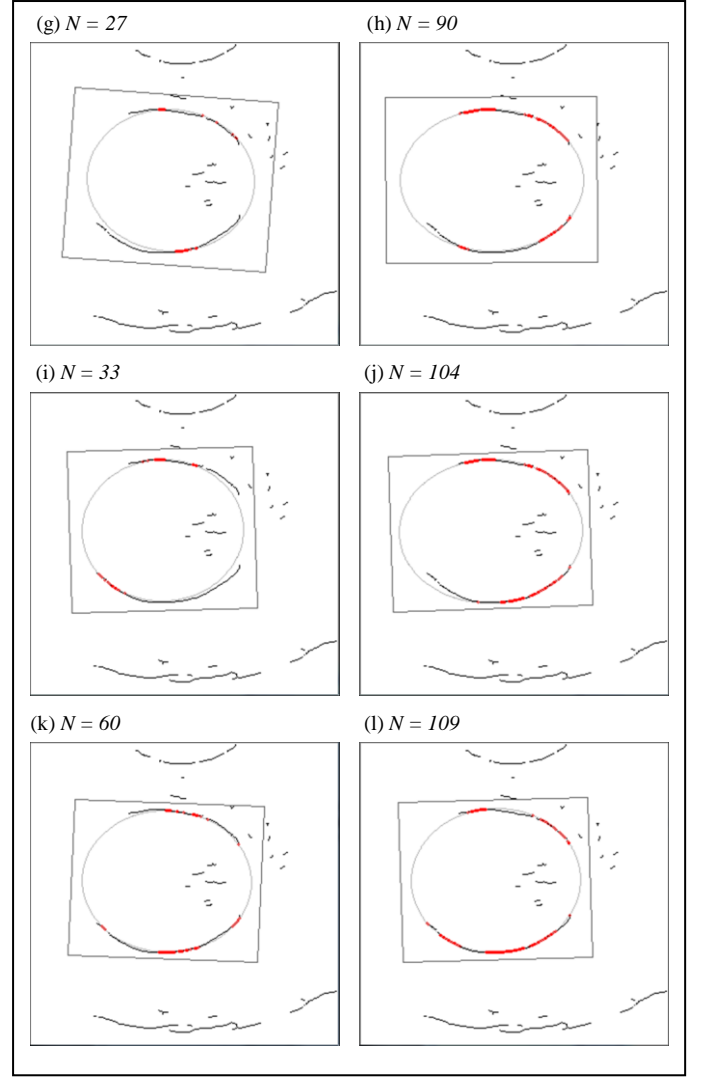 (g) N = 27
(h) N = 90
(i) N = 33
(j) N = 104
(k) N = 60
(l) N = 109